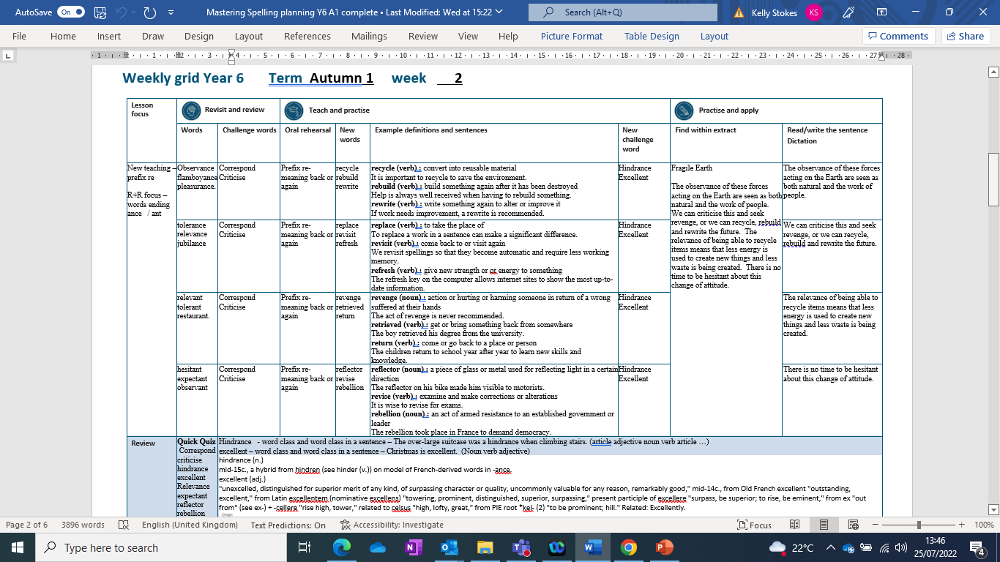 AutoSave On
Mastering Spelling planning Y6 A1 complete • Last Modified: Wed at 15:22
Search (Alt+Q)
Kelly Stokes KS
File Home Insert Draw Design Layout References Mailings Review View Help Picture Format Table Design Layout Comments Share
Weekly grid Year 6 Term Autumn 1 week 2
Lesson focus
Revisit and review
Teach and practise
Practise and apply
Words
Challenge words
Oral rehearsal
New words
Example definitions and sentences
New challenge word
Find within extract
Read/write the sentence
Dictation
New teaching –
prefix re
R+R focus –
words ending
ance / ant
Observance
flamboyance
pleasurance.
Correspond
Criticise
Prefix re-
meaning back or
again
recycle
rebuild
rewrite
recycle (verb).: convert into reusable material
It is important to recycle to save the environment.
rebuild (verb).: build something again after it has been destroyed
Help is always well received when having to rebuild something.
rewrite (verb).: write something again to alter or improve it
If work needs improvement, a rewrite is recommended.
Hindrance
Excellent
Fragile Earth
The observance of these forces
acting on the Earth are seen as both
natural and the work of people.
We can criticise this and seek
revenge, or we can recycle, rebuild
and rewrite the future. The
relevance of being able to recycle
items means that less energy is
used to create new things and less
waste is being created. There is no
time to be hesitant about this
change of attitude.
The observance of these forces
acting on the Earth are seen as
both natural and the work of
people.
tolerance
relevance
jubilance
Correspond
Criticise
Prefix re-
meaning back or
again
replace
revisit
refresh
replace (verb).: to take the place of
To replace a work in a sentence can make a significant difference.
revisit (verb).: come back to or visit again
We revisit spellings so that they become automatic and require less working
memory.
refresh (verb).: give new strength or or energy to something
The refresh key on the computer allows internet sites to show the most up-to-
date information.
Hindrance
Excellent
We can criticise this and seek
revenge, or we can recycle,
rebuild and rewrite the future.
relevant
tolerant
restaurant.
Correspond
Criticise
Prefix re-
meaning back or
again
revenge
retrieved
return
revenge (noun).: action or hurting or harming someone in return of a wrong
suffered at their hands
The act of revenge is never recommended.
retrieved (verb).: get or bring something back from somewhere
The boy retrieved his degree from the university.
return (verb).: come or go back to a place or person
The children return to school year after year to learn new skills and
knowledge.
Hindrance
Excellent
The relevance of being able to
recycle items means that less
energy is used to create new
things and less waste is being
created.
hesitant
expectant
observant
Correspond
Criticise
Prefix re-
meaning back or
again
reflector
revise
rebellion
reflector (noun).: a piece of glass or metal used for reflecting light in a certain
direction
The reflector on his bike made him visible to motorists.
revise (verb).: examine and make corrections or alterations
It is wise to revise for exams.
rebellion (noun).: an act of armed resistance to an established government or
leader
The rebellion took place in France to demand democracy.
Hindrance
Excellent
There is no time to be hesitant
about this change of attitude.
Review
Quick Quiz
Correspond
criticise
hindrance
excellent
Relevance
expectant
reflector
rebellion
Hindrance - word class and word class in a sentence – The over-large suitcase was a hindrance when climbing stairs. (article adjective noun verb article …)
excellent – word class and word class in a sentence – Christmas is excellent. (Noun verb adjective)
hindrance (n.)
mid-15c., a hybrid from hindren (see hinder (v.)) on model of French-derived words in -ance.
excellent (adj.)
"unexcelled, distinguished for superior merit of any kind, of surpassing character or quality, uncommonly valuable for any reason, remarkably good," mid-14c., from Old French excellent "outstanding,
excellent," from Latin excellentem (nominative excellens) "towering, prominent, distinguished, superior, surpassing," present participle of excellere "surpass, be superior; to rise, be eminent," from ex "out
from" (see ex-) + -cellere "rise high, tower," related to celsus "high, lofty, great," from PIE root *kel- (2) "to be prominent; hill." Related: Excellently.
Origin
Page 2 of 6 3896 words English (United Kingdom) Text Predictions: On Accessibility: Investigate Focus 100%
Type here to search
22°C
13:46
25/07/2022
4